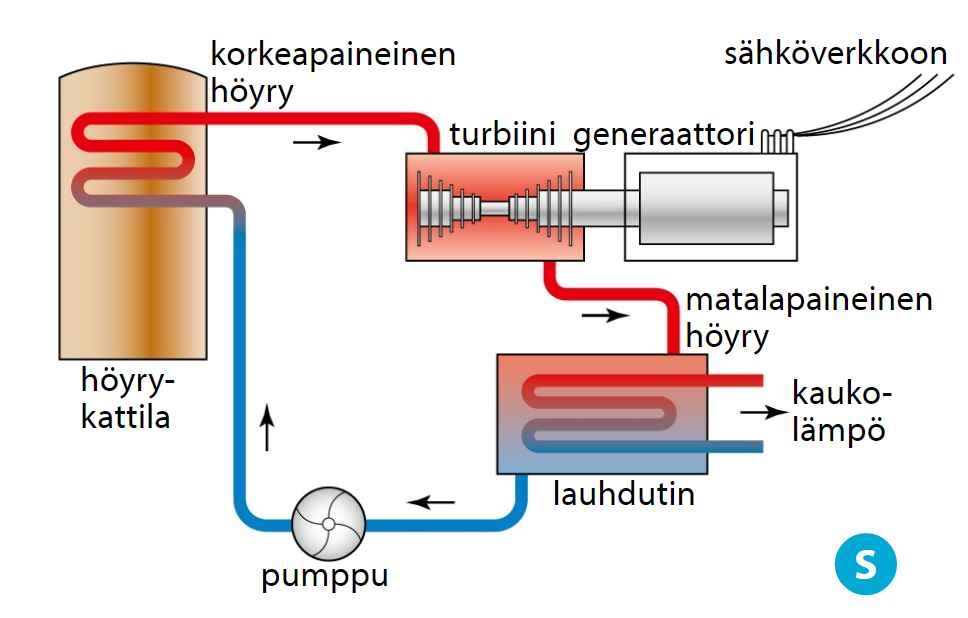 korkeapaineinen
höyry
sähköverkkoon
turbiini generaattori
matalapaineinen
höyry
höyry-
kattila
kauko-
lämpö
lauhdutin
pumppu
S